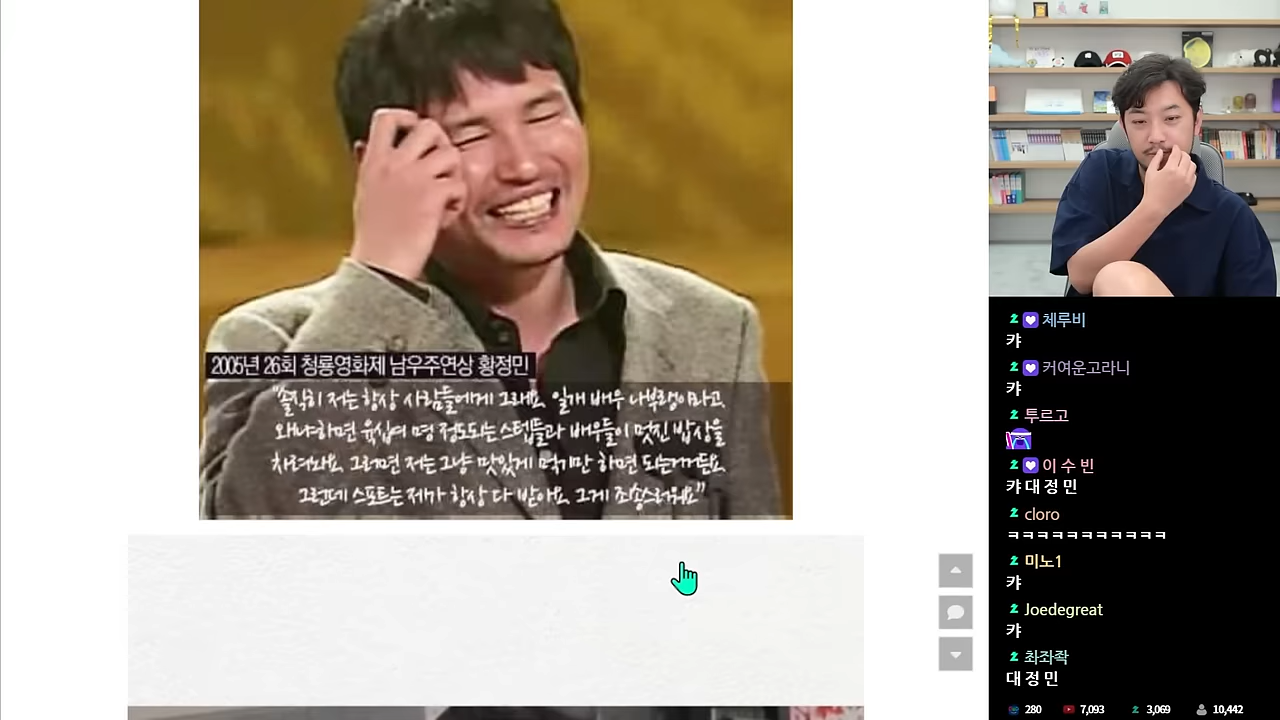 2005년 26회 청룡영화제 남우주연상 황정민
"솔직히 저는 항상 사람들에게 그래요. 일개 배우 나부랭이라고.
왜냐하면 육십여 명 정도되는 스텝들과 배우들이 멋진 밥상을
차려놔요. 그러면 저는 그냥 맛있게 먹기만 하면 되는거거든요.
그런데 스포트는 제가 항상 다 받아요. 그게 죄송스러워요"
체루비
캬
커여운고라니
캬
투르고
이 수 빈
캬 대 정 민
cloro
ㅋㅋㅋㅋㅋㅋㅋㅋㅋㅋㅋ
미노1
캬
Joedegreat
캬
최좌좍
대 정 민
280 7,093 3,069 10,442